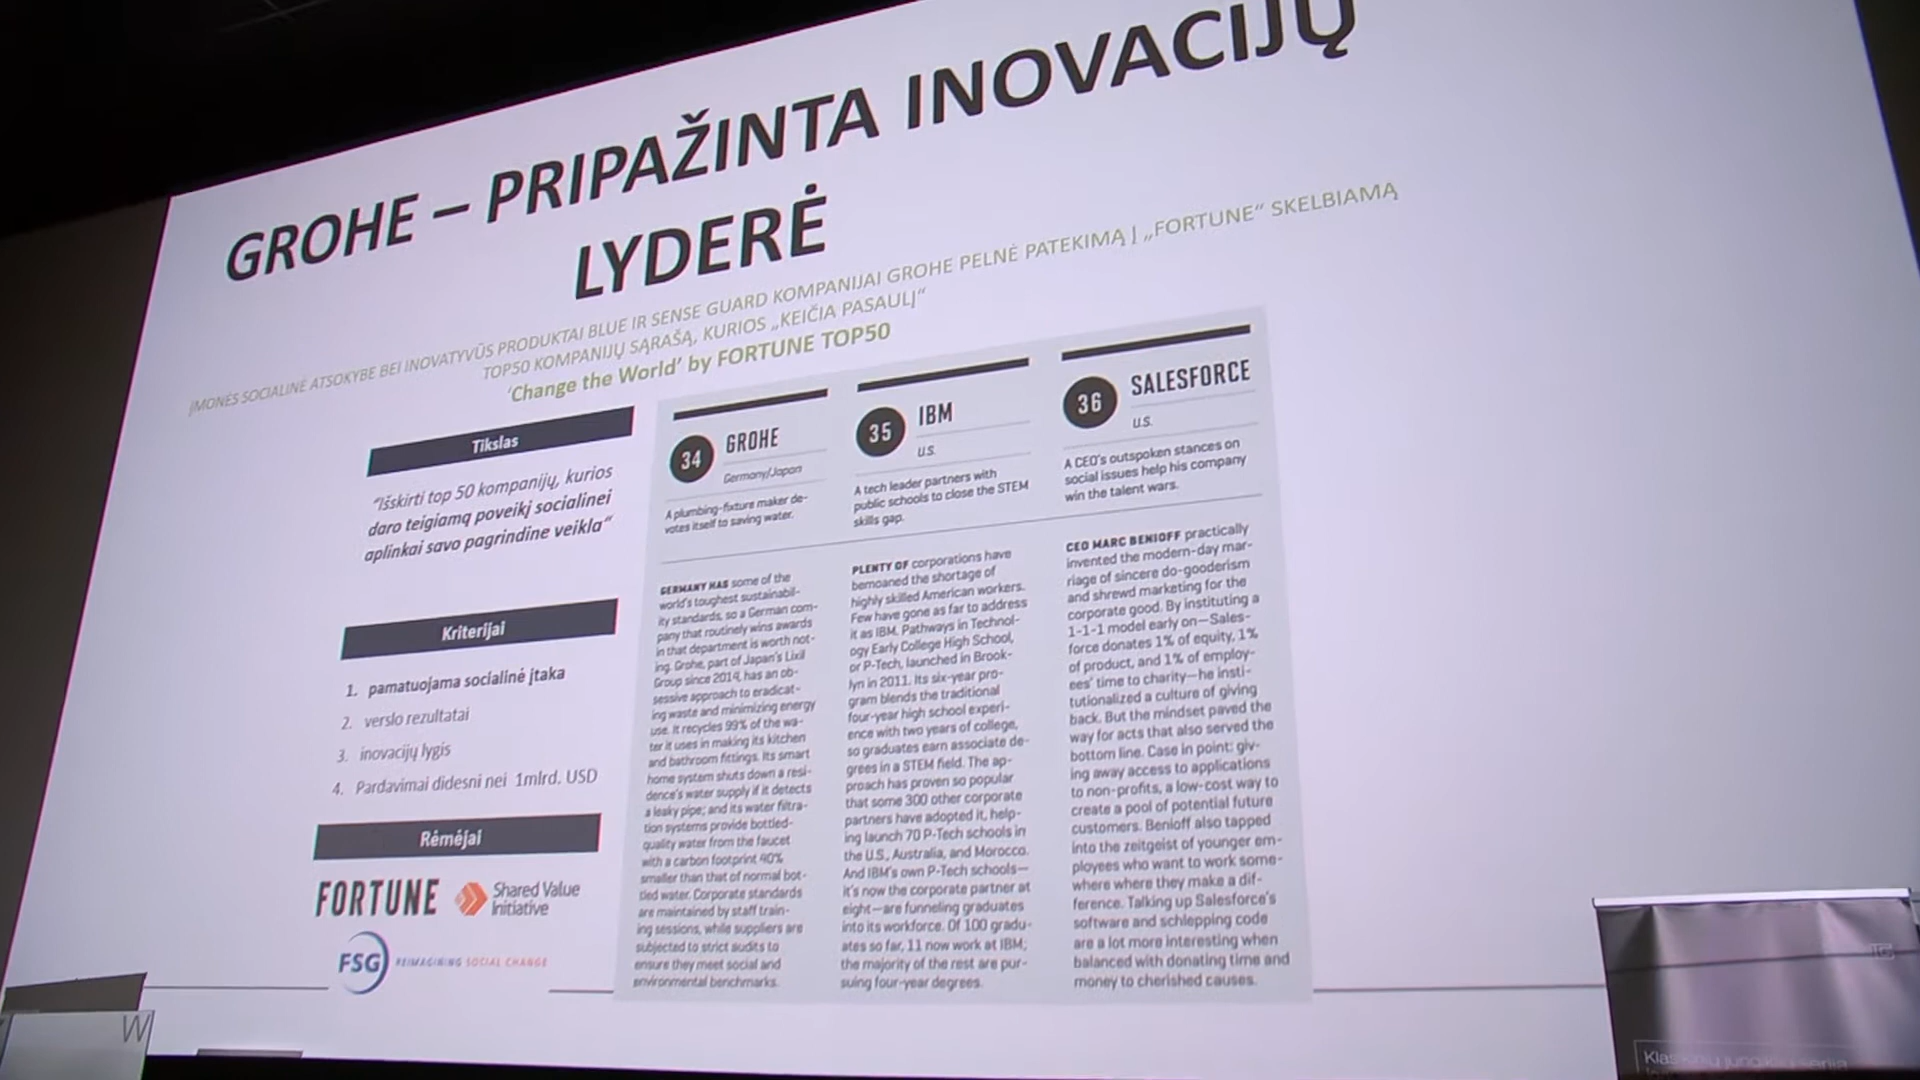 GROHE – PRIPAŽINTA INOVACIJŲ
LYDERĖ
ĮMONĖS SOCIALINĖ ATSOKYBĖ BEI INOVATYVŪS PRODUKTAI BLUE IR SENSE GUARD KOMPANIJAI GROHE PELNĖ PATEKIMĄ Į „FORTUNE“ SKELBIAMĄ
TOP50 KOMPANIJŲ SĄRAŠĄ, KURIOS „KEIČIA PASAULĮ“
‘Change the World’ by FORTUNE TOP50
Tikslas
“Išskirti top 50 kompanijų, kurios
daro teigiamą poveikį socialinei
aplinkai savo pagrindine veikla“
Kriterijai
1. pamatuojama socialinė įtaka
2. verslo rezultatai
3. inovacijų lygis
4. Pardavimai didesni nei 1mlrd. USD
Rėmėjai
FORTUNE
Shared Value
Initiative
FSG
REIMAGINING SOCIAL CHANGE
34 GROHE
Germany/Japan
A plumbing-fixture maker de-
votes itself to saving water.
GERMANY HAS some of the
world's toughest sustainabil-
ity standards, so a German com-
pany that routinely wins awards
in that department is worth not-
ing. Grohe, part of Japan's Lixil
Group since 2014, has an ob-
sessive approach to eradicat-
ing waste and minimizing energy
use. It recycles 99% of the wa-
ter it uses in making its kitchen
and bathroom fittings. Its smart
home system shuts down a resi-
dence's water supply if it detects
a leaky pipe; and its water filtra-
tion systems provide bottled-
quality water from the faucet
with a carbon footprint 40%
smaller than that of normal bot-
tled water. Corporate standards
are maintained by staff train-
ing sessions, while suppliers are
subjected to strict audits to
ensure they meet social and
environmental benchmarks.
35 IBM
U.S.
A tech leader partners with
public schools to close the STEM
skills gap.
PLENTY OF corporations have
bemoaned the shortage of
highly skilled American workers.
Few have gone as far to address
it as IBM. Pathways in Technol-
ogy Early College High School,
or P-Tech, launched in Brook-
lyn in 2011. Its six-year pro-
gram blends the traditional
four-year high school experi-
ence with two years of college,
so graduates earn associate de-
grees in a STEM field. The ap-
proach has proven so popular
that some 300 other corporate
partners have adopted it, help-
ing launch 70 P-Tech schools in
the U.S., Australia, and Morocco.
And IBM's own P-Tech schools—
it's now the corporate partner at
eight—are funneling graduates
into its workforce. Of 100 gradu-
ates so far, 11 now work at IBM;
the majority of the rest are pur-
suing four-year degrees.
36 SALESFORCE
U.S.
A CEO's outspoken stances on
social issues help his company
win the talent wars.
CEO MARC BENIOFF practically
invented the modern-day mar-
riage of sincere do-gooderism
and shrewd marketing for the
corporate good. By instituting a
1-1-1 model early on—Sales-
force donates 1% of equity, 1%
of product, and 1% of employ-
ees' time to charity—he insti-
tutionalized a culture of giving
back. But the mindset paved the
way for acts that also served the
bottom line. Case in point: giv-
ing away access to applications
to non-profits, a low-cost way to
create a pool of potential future
customers. Benioff also tapped
into the zeitgeist of younger em-
ployees who want to work some-
where where they make a dif-
ference. Talking up Salesforce's
software and schlepping code
are a lot more interesting when
balanced with donating time and
money to cherished causes.
W